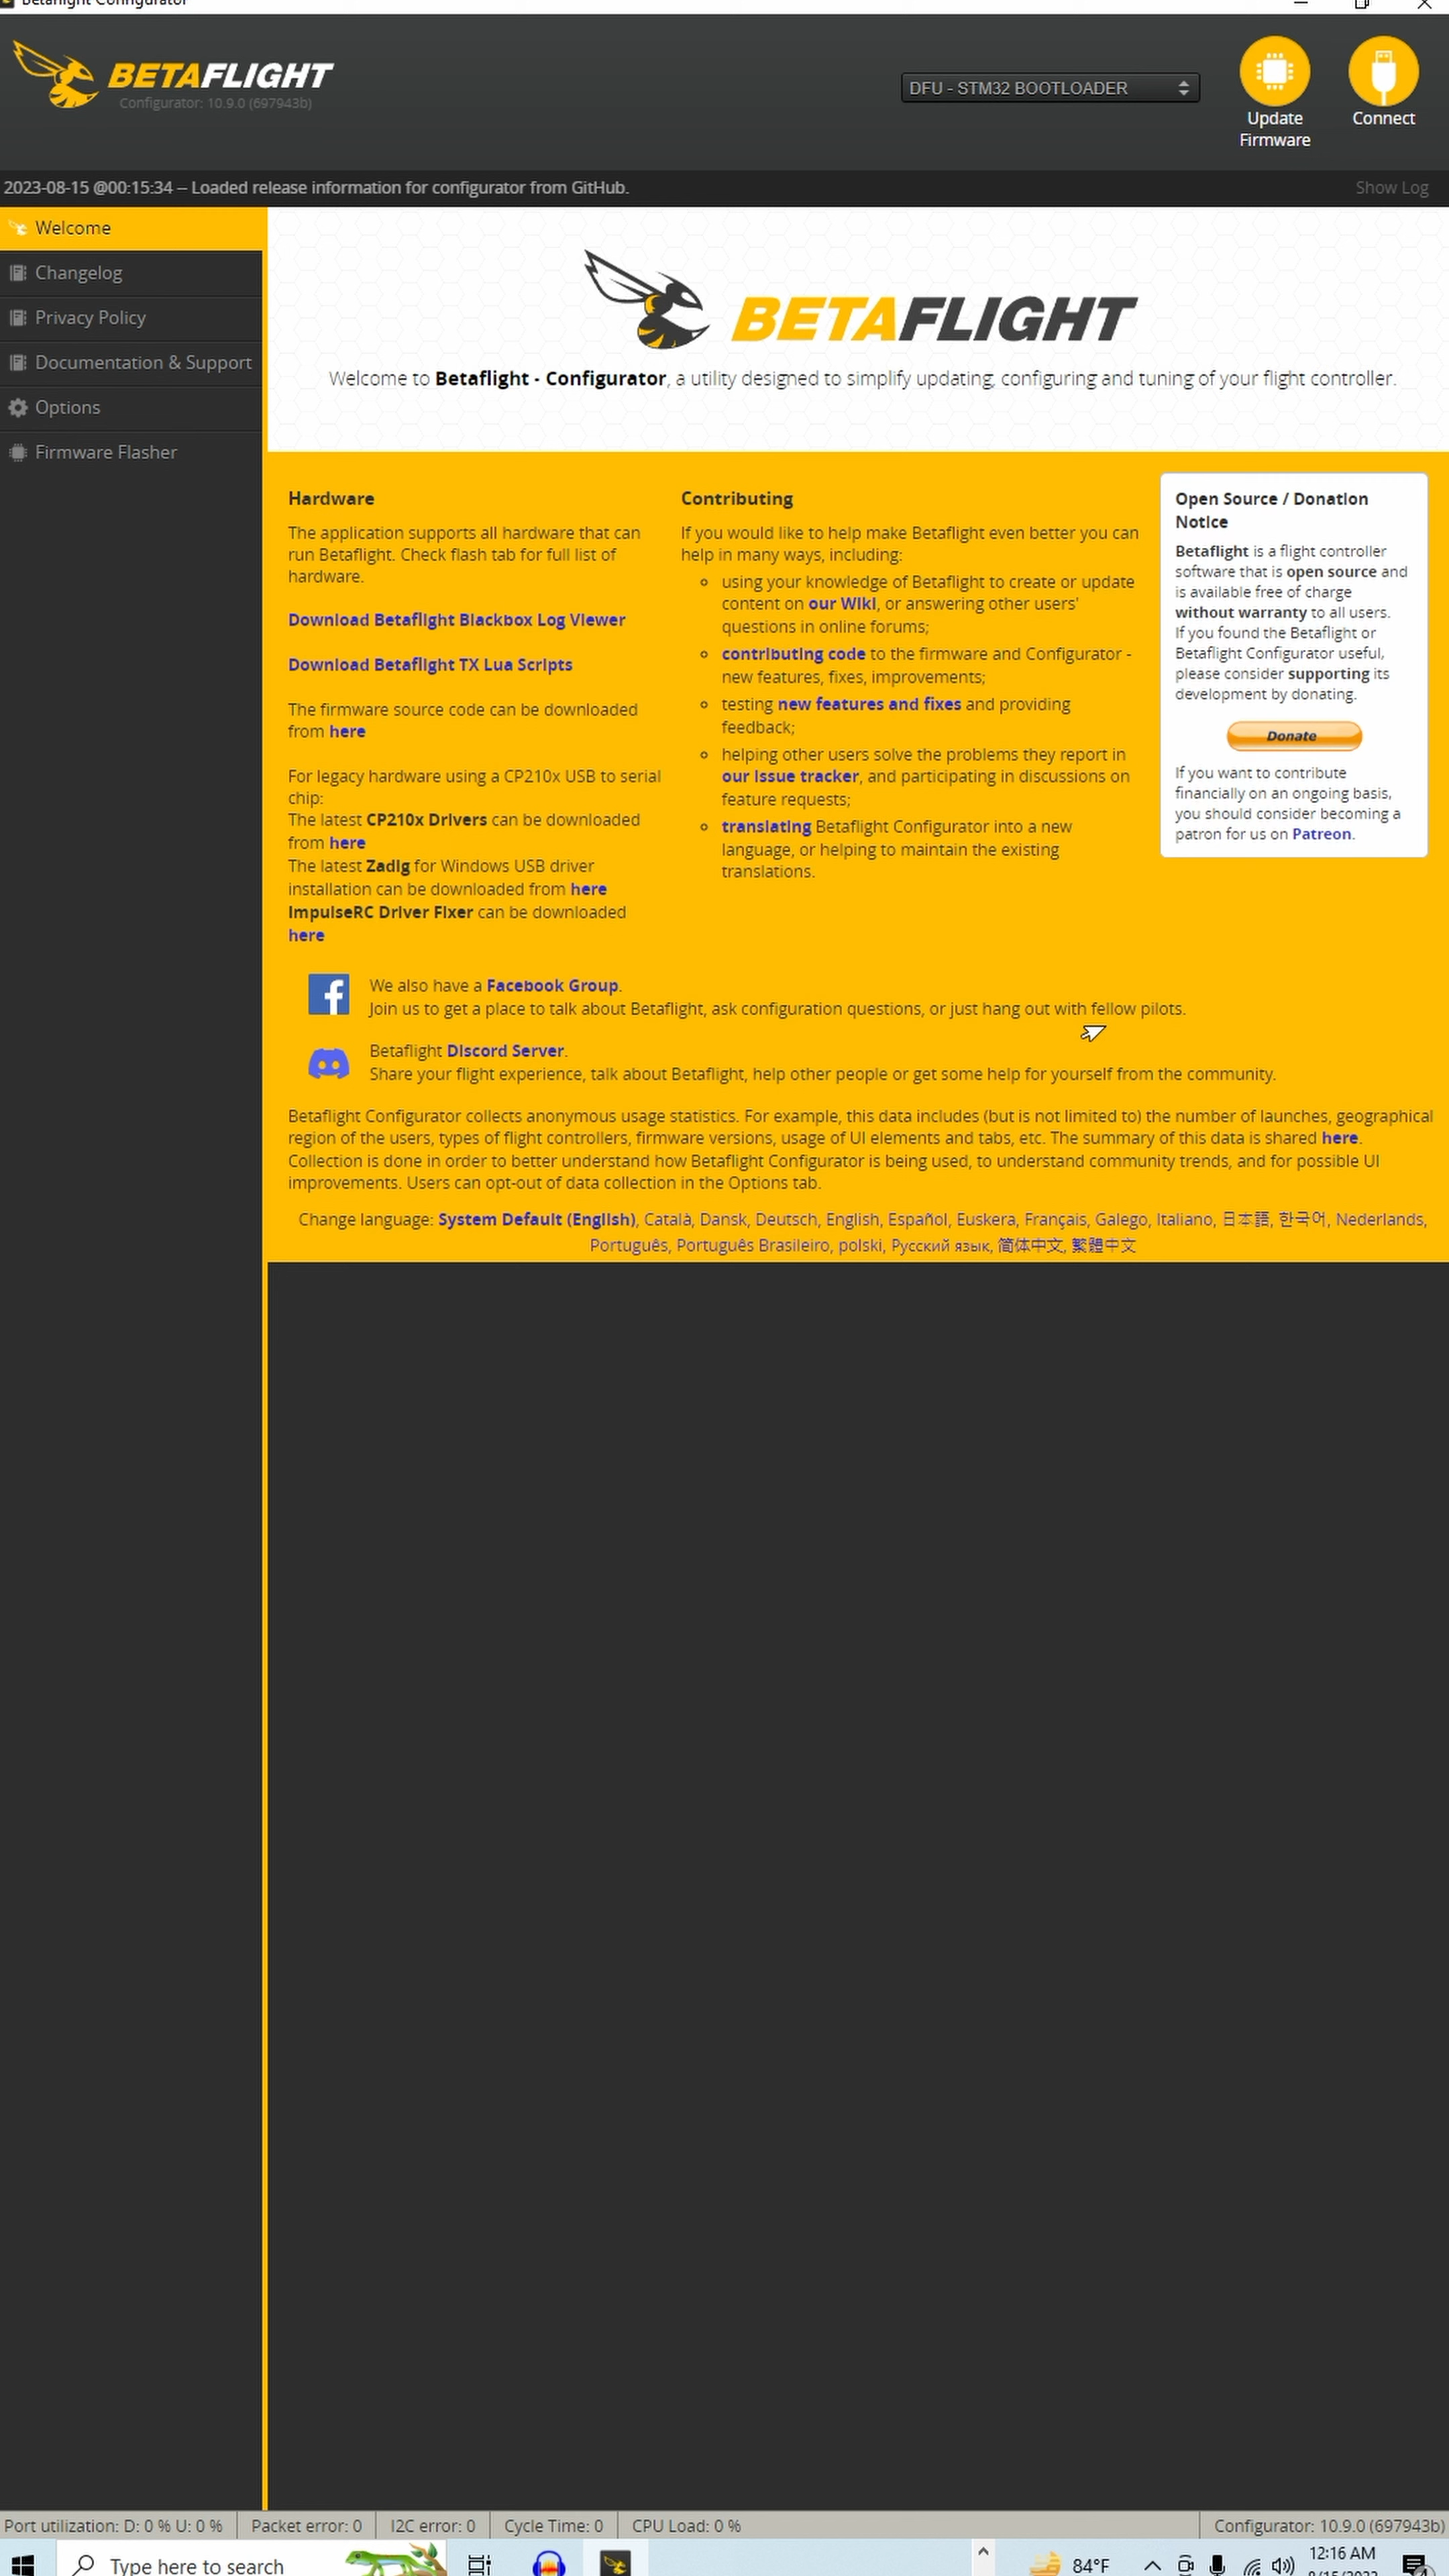 Betaflight Configurator
BETAFLIGHT
Configurator: 10.9.0 (697943b)
DFU - STM32 BOOTLOADER
Update
Firmware
Connect
2023-08-15 @00:15:34 -- Loaded release information for configurator from GitHub.
Show Log
Welcome
Changelog
Privacy Policy
Documentation & Support
Options
Firmware Flasher
BETAFLIGHT
Welcome to Betaflight - Configurator, a utility designed to simplify updating, configuring and tuning of your flight controller.
Hardware
The application supports all hardware that can
run Betaflight. Check flash tab for full list of
hardware.
Download Betaflight Blackbox Log Viewer
Download Betaflight TX Lua Scripts
The firmware source code can be downloaded
from here
For legacy hardware using a CP210x USB to serial
chip:
The latest CP210x Drivers can be downloaded
from here
The latest Zadig for Windows USB driver
installation can be downloaded from here
ImpulseRC Driver Fixer can be downloaded
here
Contributing
If you would like to help make Betaflight even better you can
help in many ways, including:
using your knowledge of Betaflight to create or update
content on our Wiki, or answering other users'
questions in online forums;
contributing code to the firmware and Configurator -
new features, fixes, improvements;
testing new features and fixes and providing
feedback;
helping other users solve the problems they report in
our issue tracker, and participating in discussions on
feature requests;
translating Betaflight Configurator into a new
language, or helping to maintain the existing
translations.
Open Source / Donation
Notice
Betaflight is a flight controller
software that is open source and
is available free of charge
without warranty to all users.
If you found the Betaflight or
Betaflight Configurator useful,
please consider supporting its
development by donating.
Donate
If you want to contribute
financially on an ongoing basis,
you should consider becoming a
patron for us on Patreon.
We also have a Facebook Group.
Join us to get a place to talk about Betaflight, ask configuration questions, or just hang out with fellow pilots.
Betaflight Discord Server.
Share your flight experience, talk about Betaflight, help other people or get some help for yourself from the community.
Betaflight Configurator collects anonymous usage statistics. For example, this data includes (but is not limited to) the number of launches, geographical
region of the users, types of flight controllers, firmware versions, usage of UI elements and tabs, etc. The summary of this data is shared here.
Collection is done in order to better understand how Betaflight Configurator is being used, to understand community trends, and for possible UI
improvements. Users can opt-out of data collection in the Options tab.
Change language: System Default (English), Català, Dansk, Deutsch, English, Español, Euskera, Français, Galego, Italiano, 日本語, 한국어, Nederlands,
Português, Português Brasileiro, polski, Русский язык, 简体中文, 繁體中文
Port utilization: D: 0 % U: 0 %
Packet error: 0
I2C error: 0
Cycle Time: 0
CPU Load: 0 %
Configurator: 10.9.0 (697943b)
Type here to search
84°F
12:16 AM